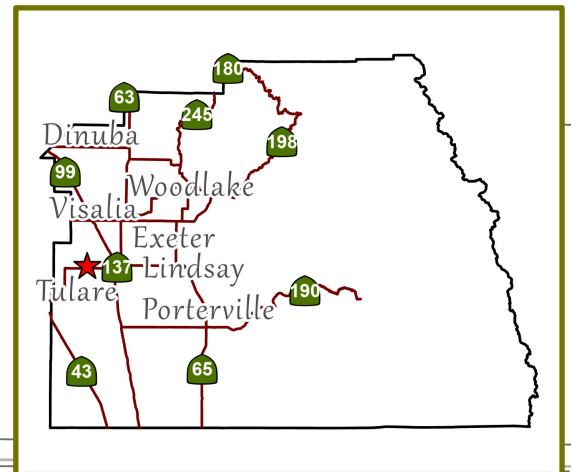 180
63
245
Dinuba
198
99
Woodlake
Visalia
Exeter
137
Lindsay
Tulare
190
Porterville
43
65